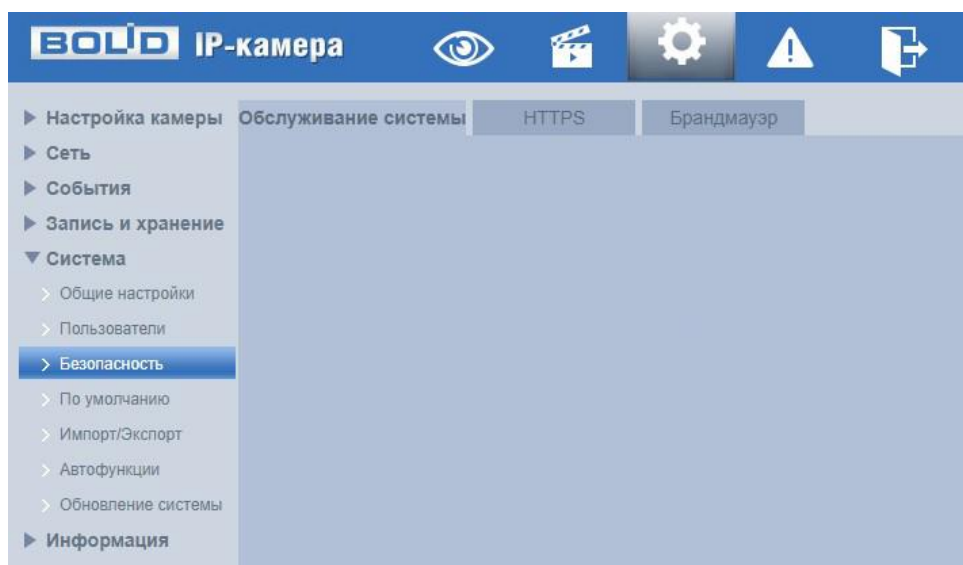 BOLID IP-камера
Настройка камеры
Обслуживание системы
HTTPS
Брандмауэр
Сеть
События
Запись и хранение
Система
Общие настройки
Пользователи
Безопасность
По умолчанию
Импорт/Экспорт
Автофункции
Обновление системы
Информация